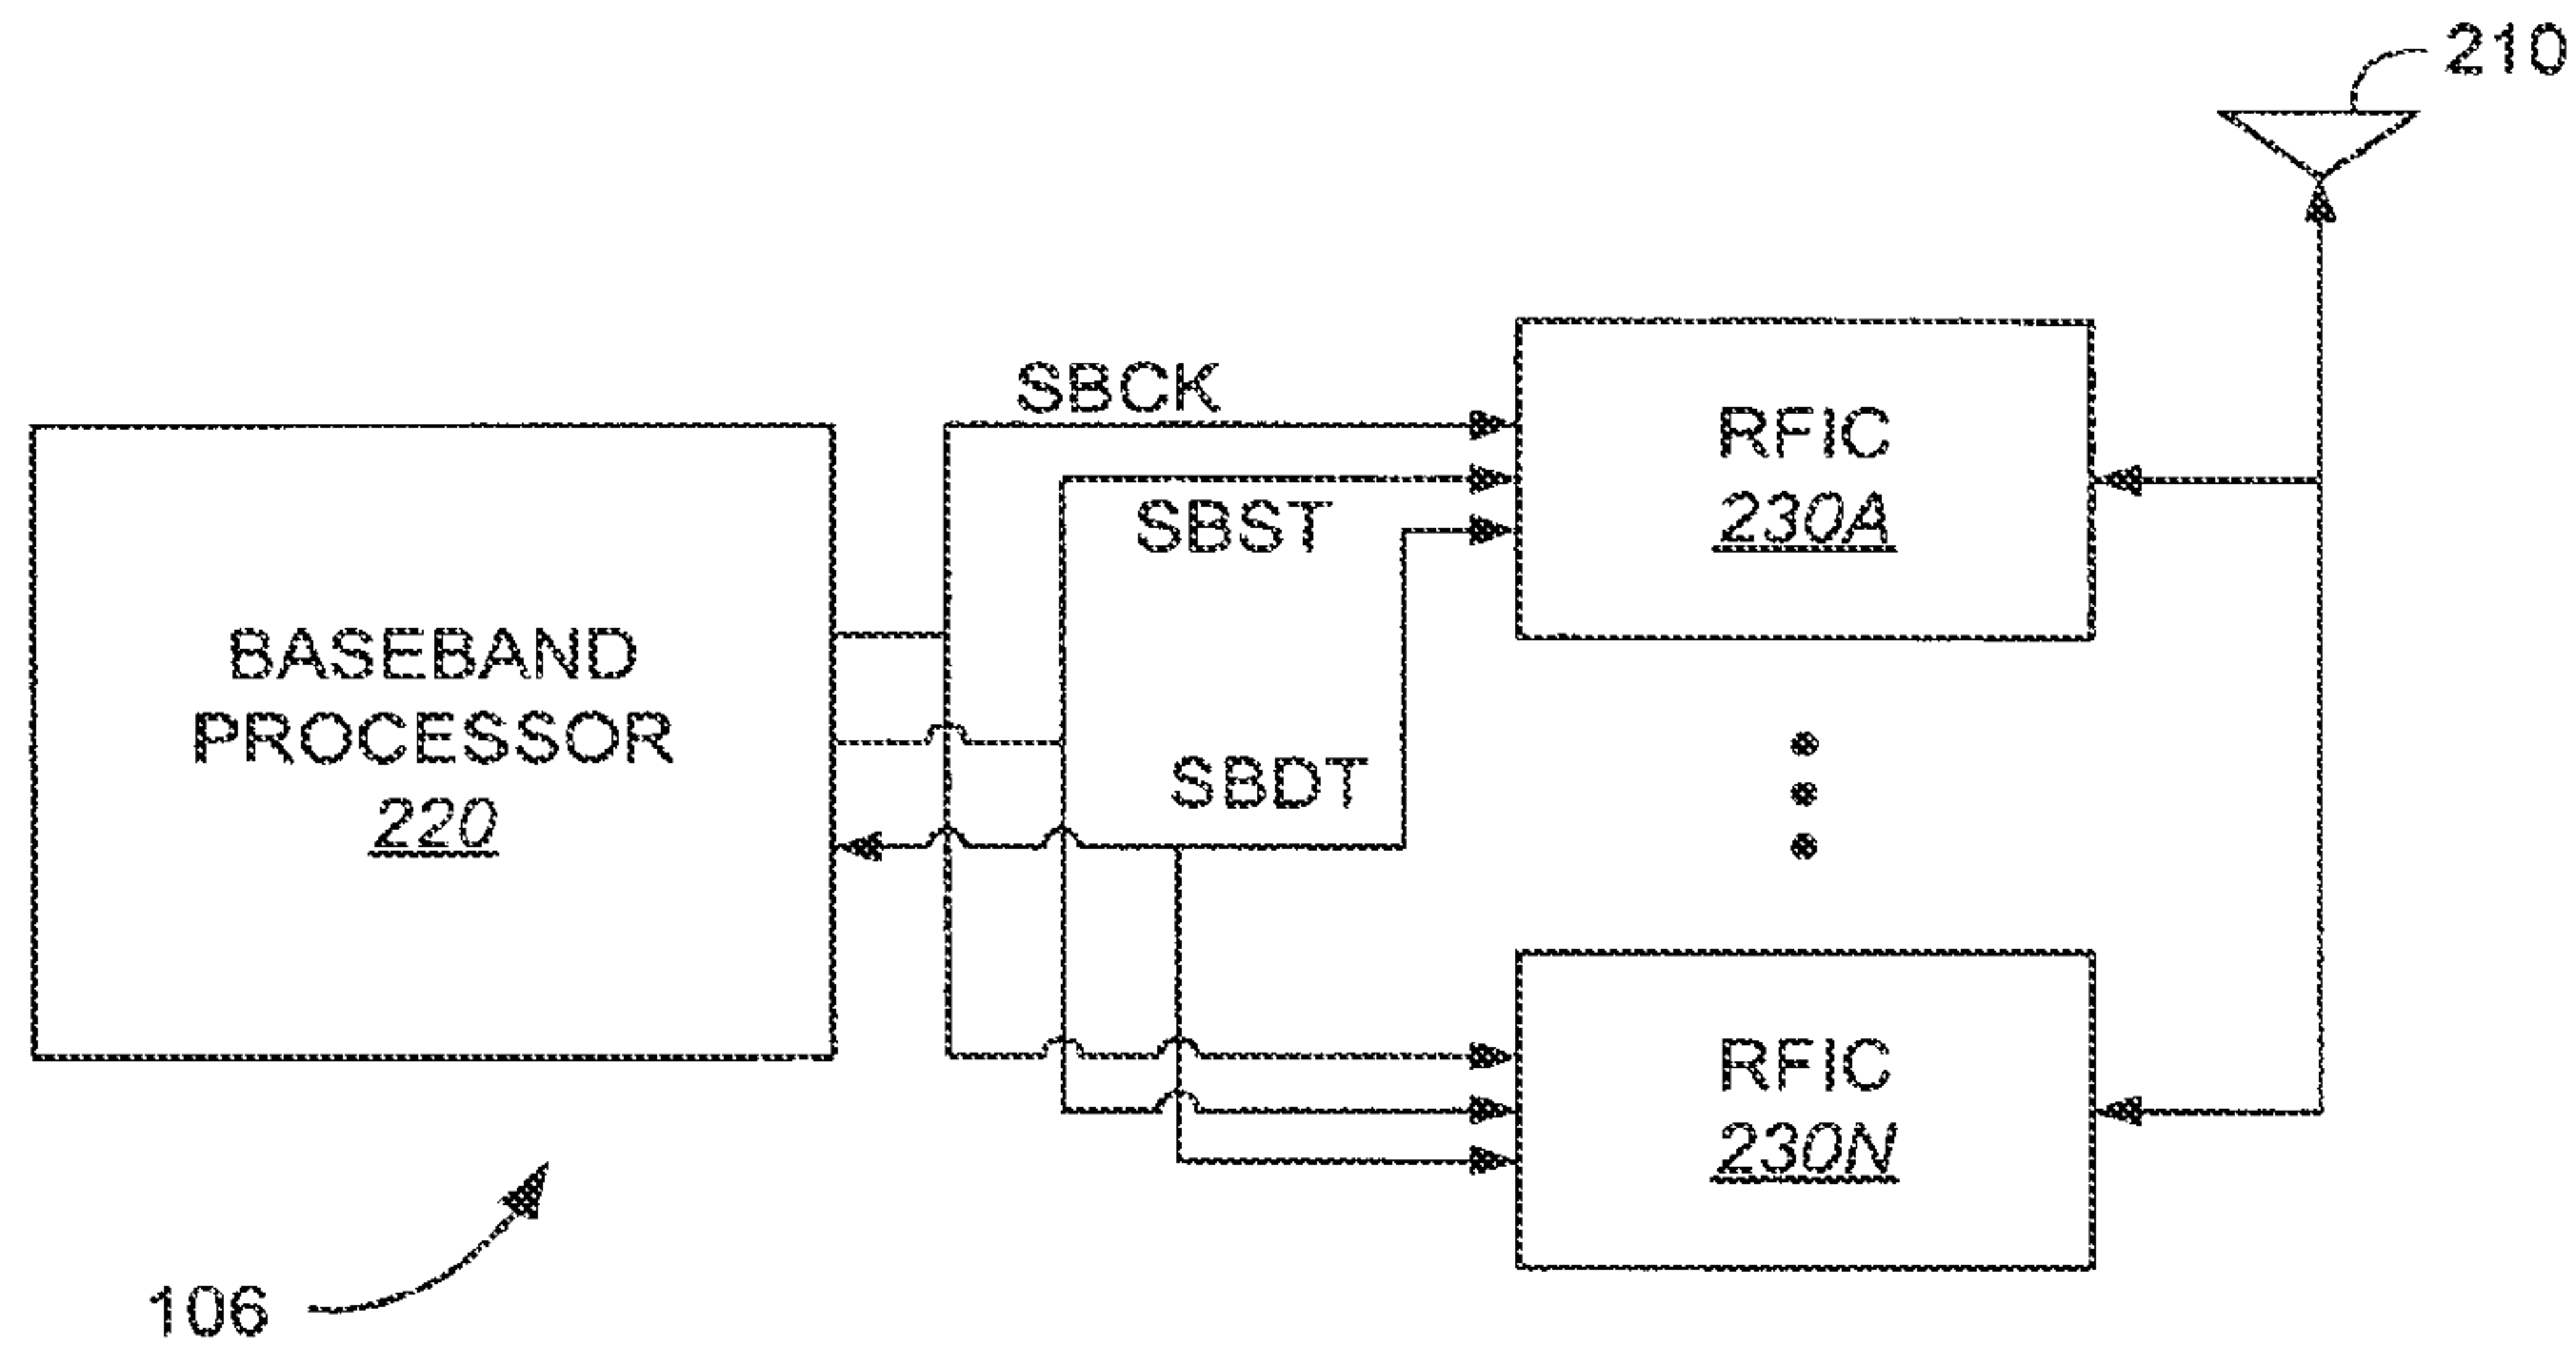 210
SBCK
RFIC
230A
SBST
BASEBAND
PROCESSOR
220
SBDT
RFIC
230N
106